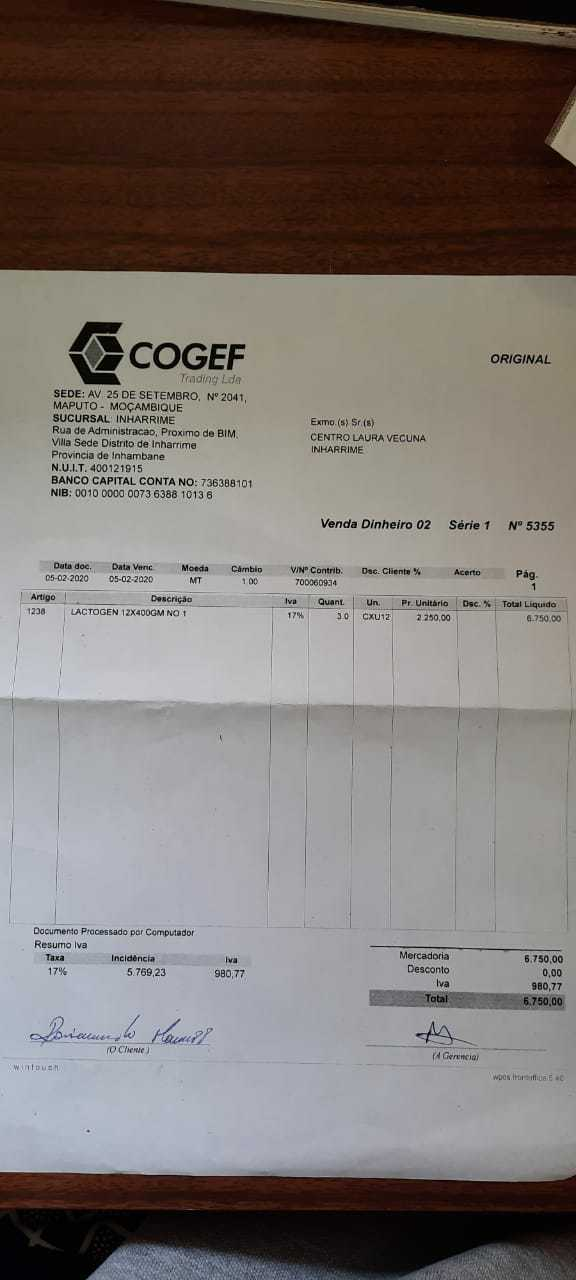 COGEF
Trading Lda
ORIGINAL
SEDE: AV. 25 DE SETEMBRO, Nº 2041,
MAPUTO - MOÇAMBIQUE
SUCURSAL INHARRIME
Rua de Administracao, Proximo de BIM,
Villa Sede Distrito de Inharrime
Provincia de Inhambane
N.U.I.T. 400121915
BANCO CAPITAL CONTA NO: 736388101
NIB: 0010 0000 0073 6388 1013 6
Exmo.(s) Sr.(s)
CENTRO LAURA VECUNA
INHARRIME
Venda Dinheiro 02 Série 1 Nº 5355
Data doc. Data Venc. Moeda Câmbio V/Nº Contrib. Dsc. Cliente % Acerto Pág.
05-02-2020 05-02-2020 MT 1.00 700060934 1
Artigo Descrição Iva Quant. Un. Pr. Unitário Dsc. % Total Líquido
1238 LACTOGEN 12X400GM NO 1 17% 3.0 CXU12 2.250,00 6.750,00
Documento Processado por Computador
Resumo Iva
Taxa Incidência Iva
17% 5.769,23 980,77
Mercadoria 6.750,00
Desconto 0,00
Iva 980,77
Total 6.750,00
(O Cliente)
(A Gerencia)
wintouch